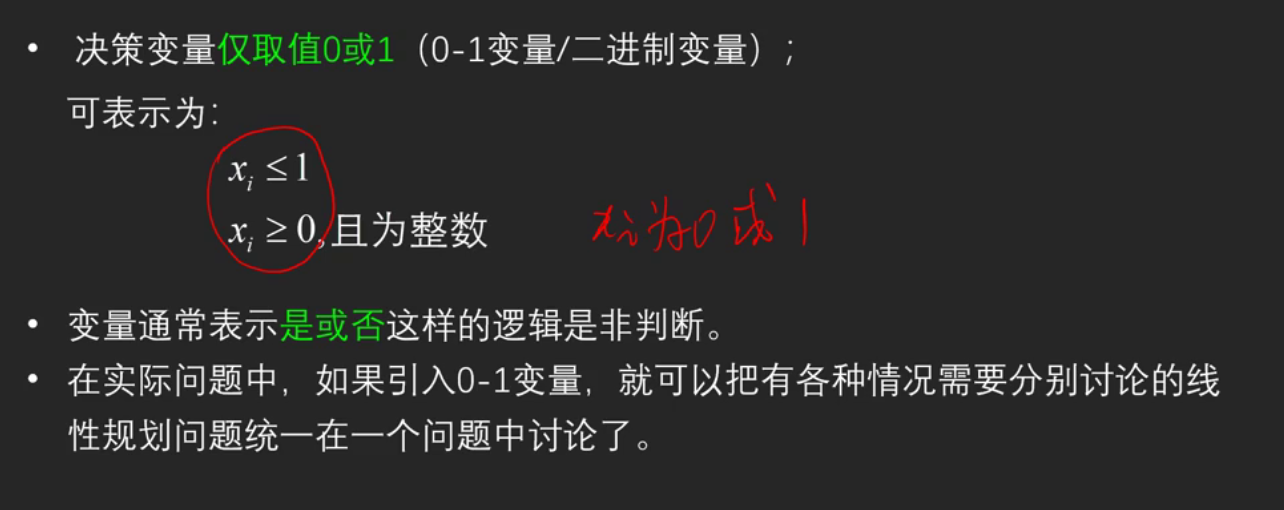 • 决策变量仅取值0或1（0-1变量/二进制变量）;
可表示为:
xᵢ ≤ 1
xᵢ ≥ 0,且为整数 xᵢ为0或1
• 变量通常表示是或否这样的逻辑是非判断。
• 在实际问题中，如果引入0-1变量，就可以把有各种情况需要分别讨论的线
性规划问题统一在一个问题中讨论了。